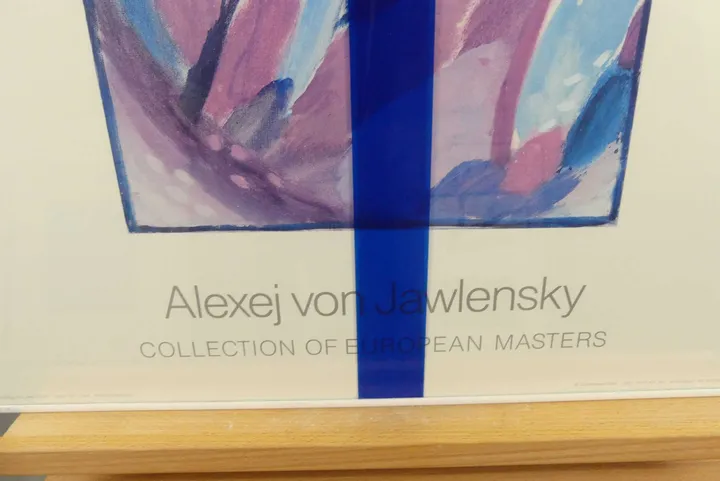 Alexej von Jawlensky
COLLECTION OF EUROPEAN MASTERS